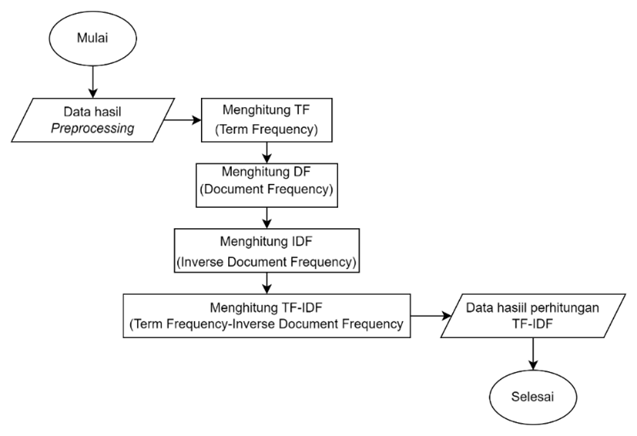 Mulai
Data hasil
Preprocessing
Menghitung TF
(Term Frequency)
Menghitung DF
(Document Frequency)
Menghitung IDF
(Inverse Document Frequency)
Menghitung TF-IDF
(Term Frequency-Inverse Document Frequency
Data hasiil perhitungan
TF-IDF
Selesai